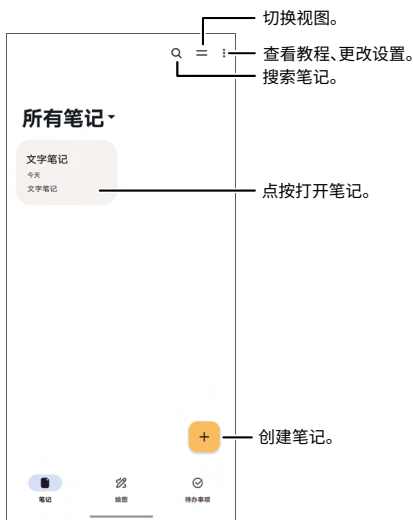 切换视图。
查看教程、更改设置。
搜索笔记。
所有笔记
文字笔记
今天
文字笔记
点按打开笔记。
创建笔记。
笔记
绘图
待办事项